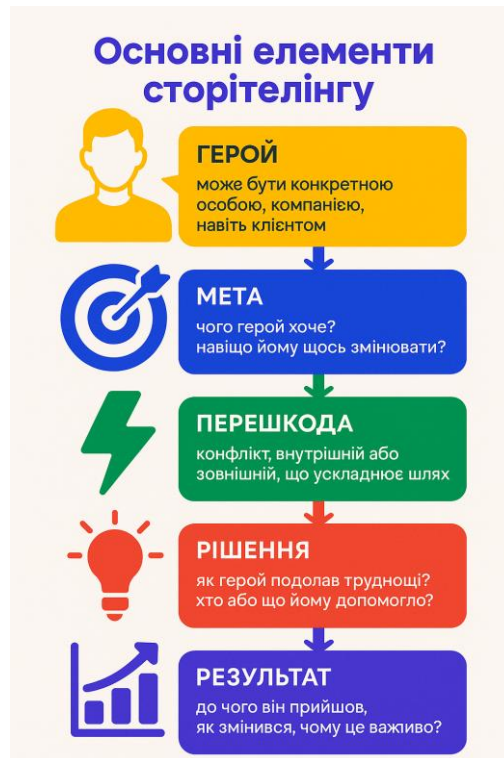 Основні елементи
сторітелінгу
ГЕРОЙ
може бути конкретною
особою, компанією,
навіть клієнтом
МЕТА
чого герой хоче?
навіщо йому щось змінювати?
ПЕРЕШКОДА
конфлікт, внутрішній або
зовнішній, що ускладнює шлях
РІШЕННЯ
як герой подолав труднощі?
хто або що йому допомогло?
РЕЗУЛЬТАТ
до чого він прийшов,
як змінився, чому це важливо?